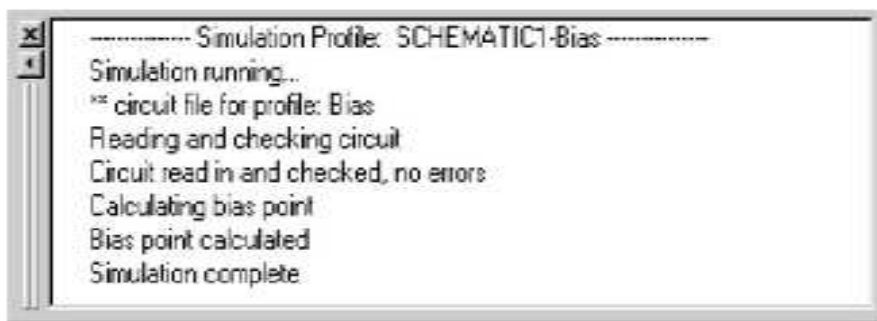 --------------- Simulation Profile: SCHEMATIC1-Bias ---------------
Simulation running...
** circuit file for profile: Bias
Reading and checking circuit
Circuit read in and checked, no errors
Calculating bias point
Bias point calculated
Simulation complete